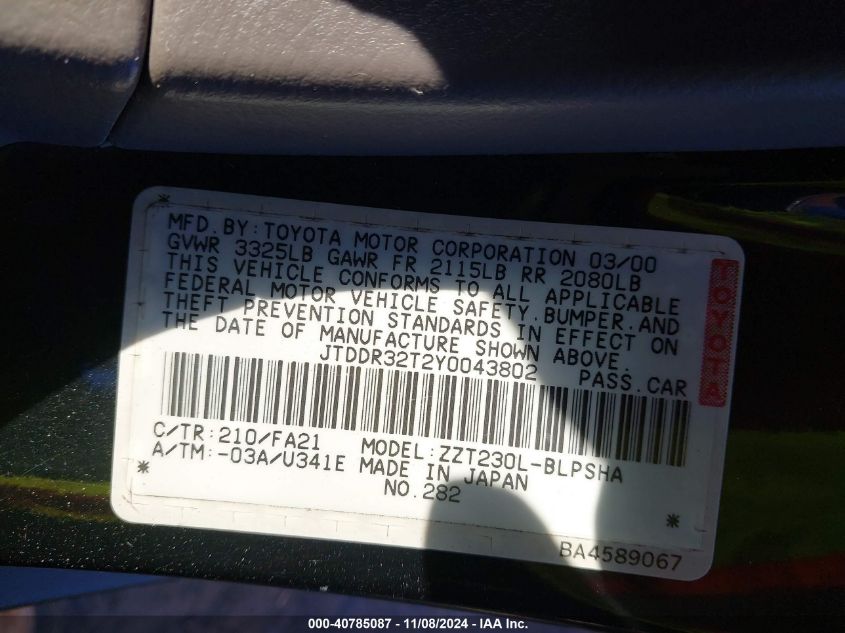 MFD.BY:TOYOTA MOTOR CORPORATION 03/00
GVWR 3325LB GAWR FR 2115LB RR 2080LB
THIS VEHICLE CONFORMS TO ALL APPLICABLE
FEDERAL MOTOR VEHICLE SAFETY,BUMPER,AND
THEFT PREVENTION STANDARDS IN EFFECT ON
THE DATE OF MANUFACTURE SHOWN ABOVE.
JTDDR32T2Y0043802 PASS.CAR
TOYOTA
C/TR:210/FA21 MODEL:ZZT230L-BLPSHA
A/TM:-03A/U341E MADE IN JAPAN
NO.282
BA4589067
000-40785087 - 11/08/2024 - IAA Inc.